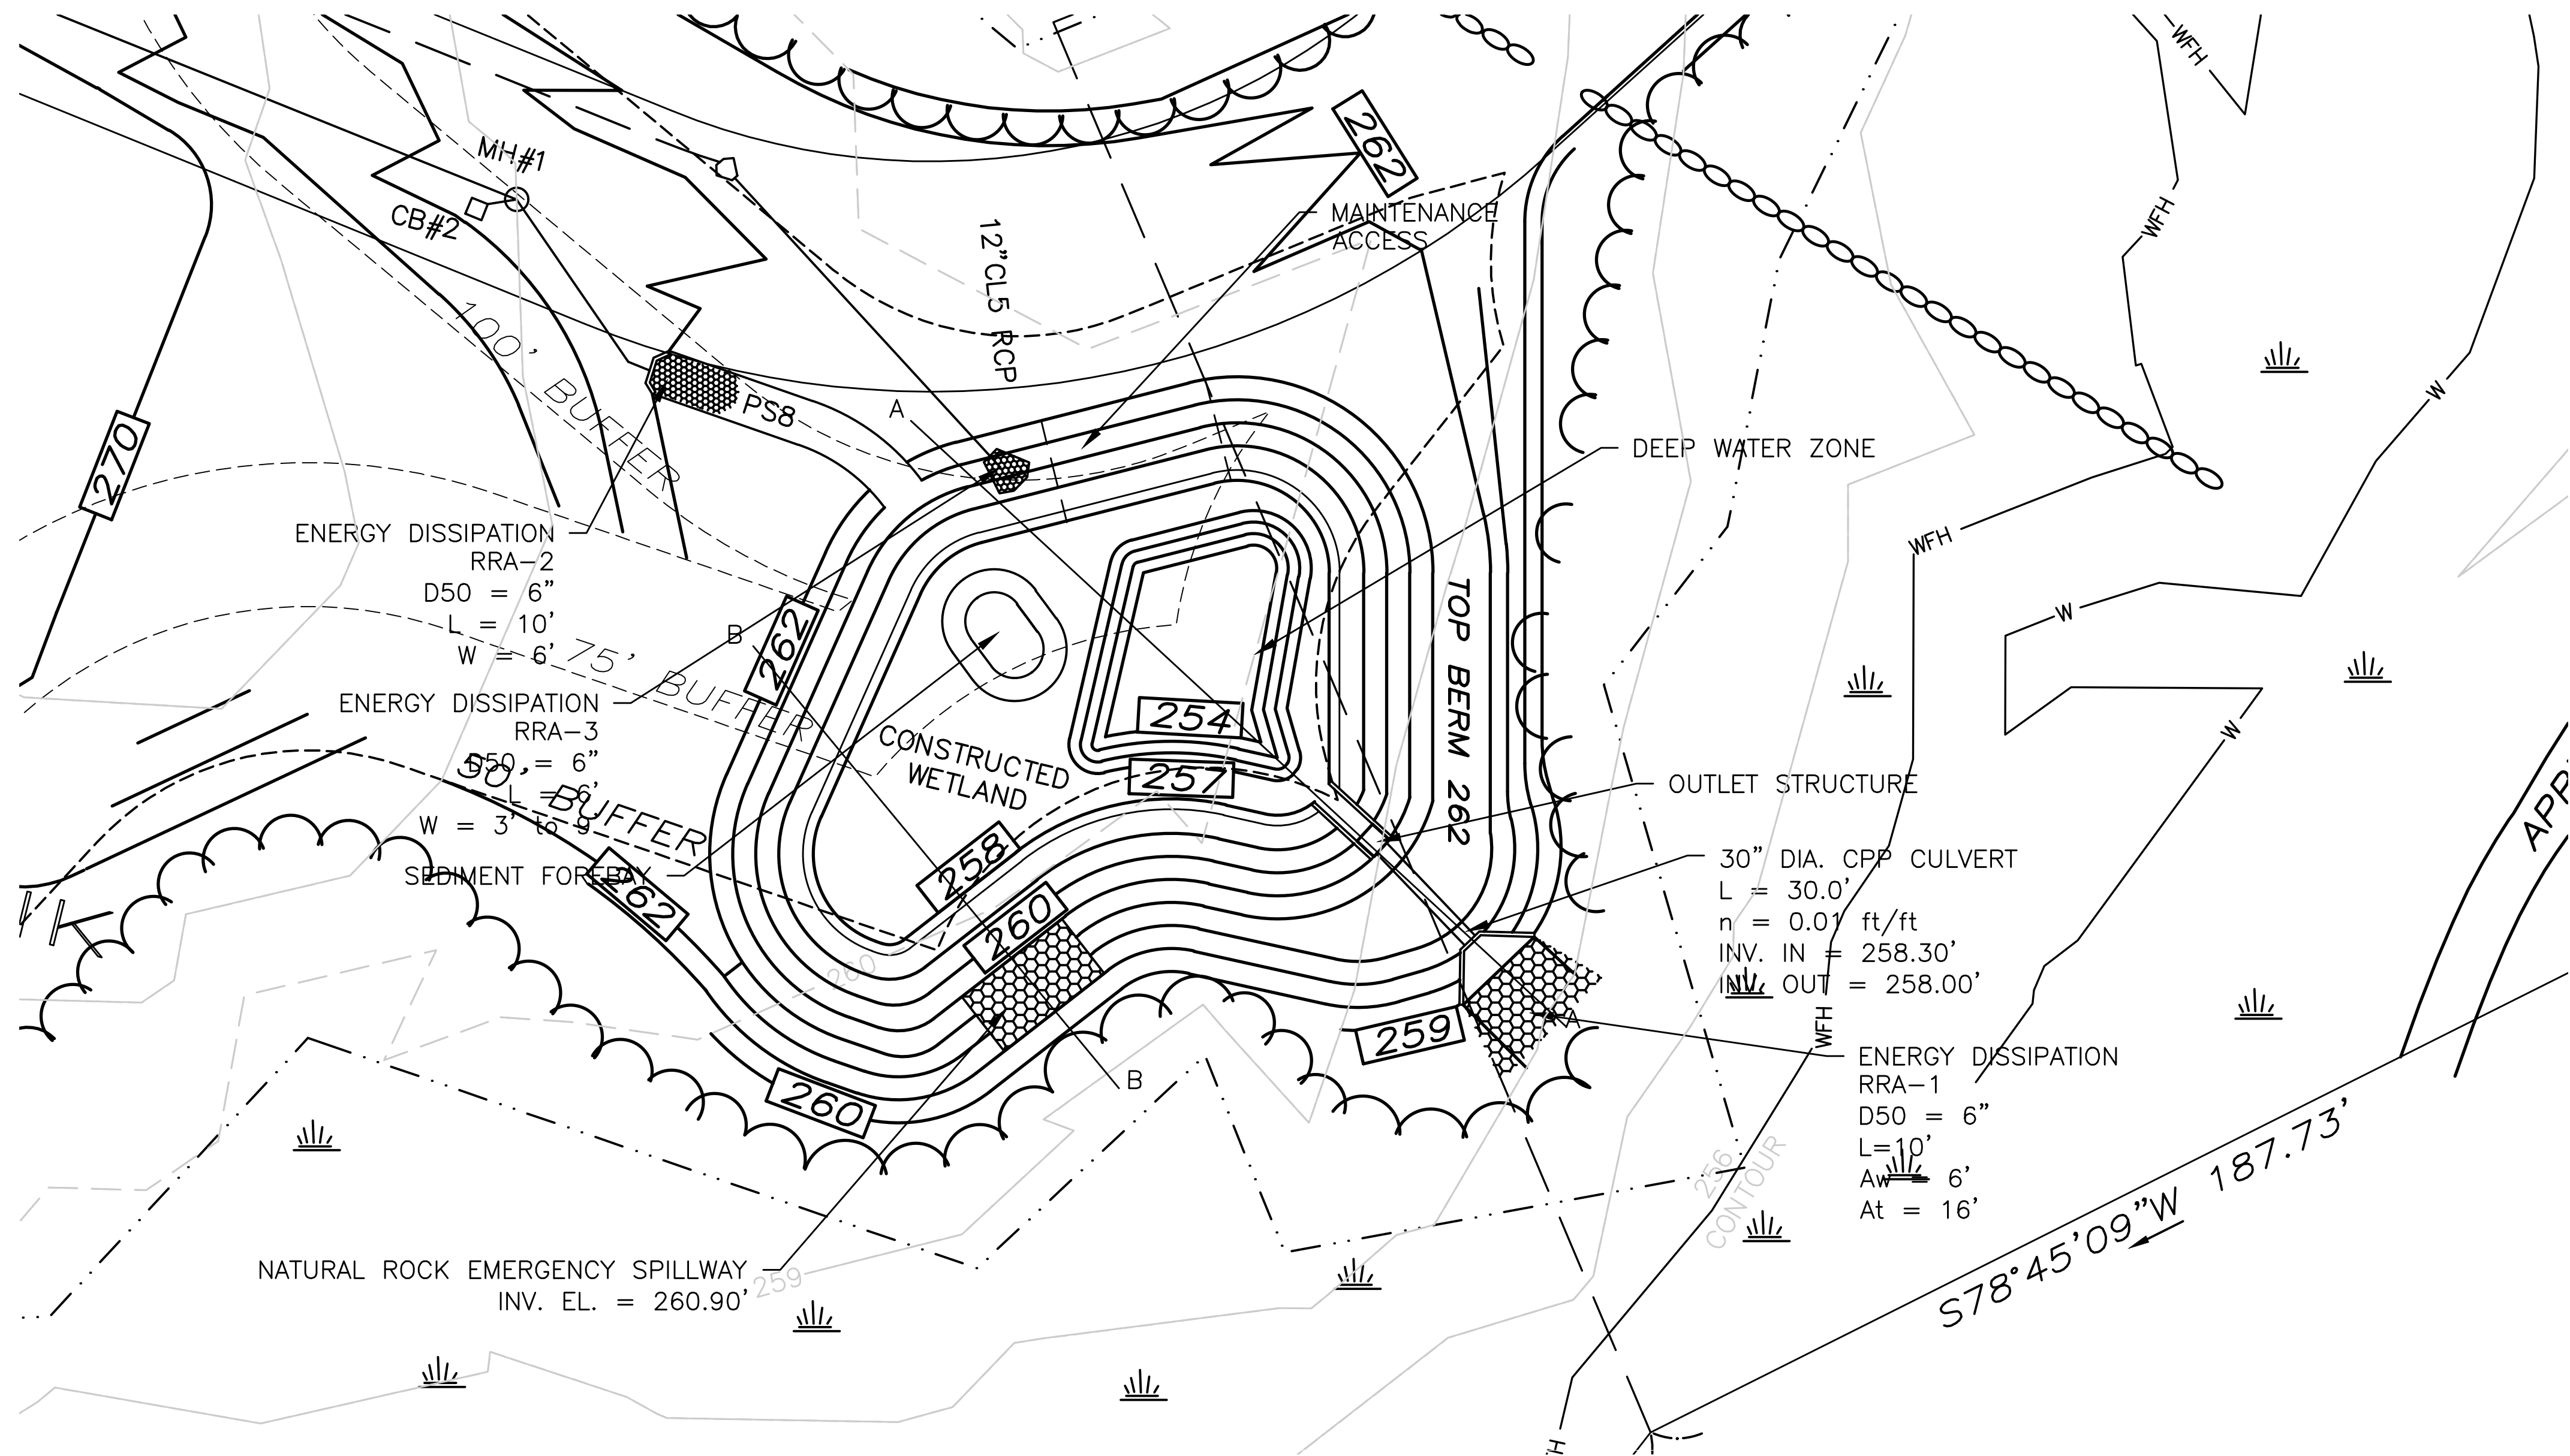 WFH
MH#1
CB#2
262
MAINTENANCE
ACCESS
12"CL5 RCP
WFH
100' BUFFER
PS8
A
W
270
DEEP WATER ZONE
ENERGY DISSIPATION
RRA-2
D50 = 6"
L = 10'
W = 6'
WFH
W
B
262
75' BUFFER
TOP BERM 262
ENERGY DISSIPATION
RRA-3
D50 = 6"
L = 6'
W = 3' to 9'
50' BUFFER
254
W
CONSTRUCTED
WETLAND
257
OUTLET STRUCTURE
APP
258
SEDIMENT FOREBAY
262
30" DIA. CPP CULVERT
L = 30.0'
n = 0.01 ft/ft
INV. IN = 258.30'
INV. OUT = 258.00'
260
260
WFH
A
259
ENERGY DISSIPATION
RRA-1
D50 = 6"
L=10'
Aw = 6'
At = 16'
B
260
256
CONTOUR
S78°45'09"W 187.73'
NATURAL ROCK EMERGENCY SPILLWAY
INV. EL. = 260.90'
259
H